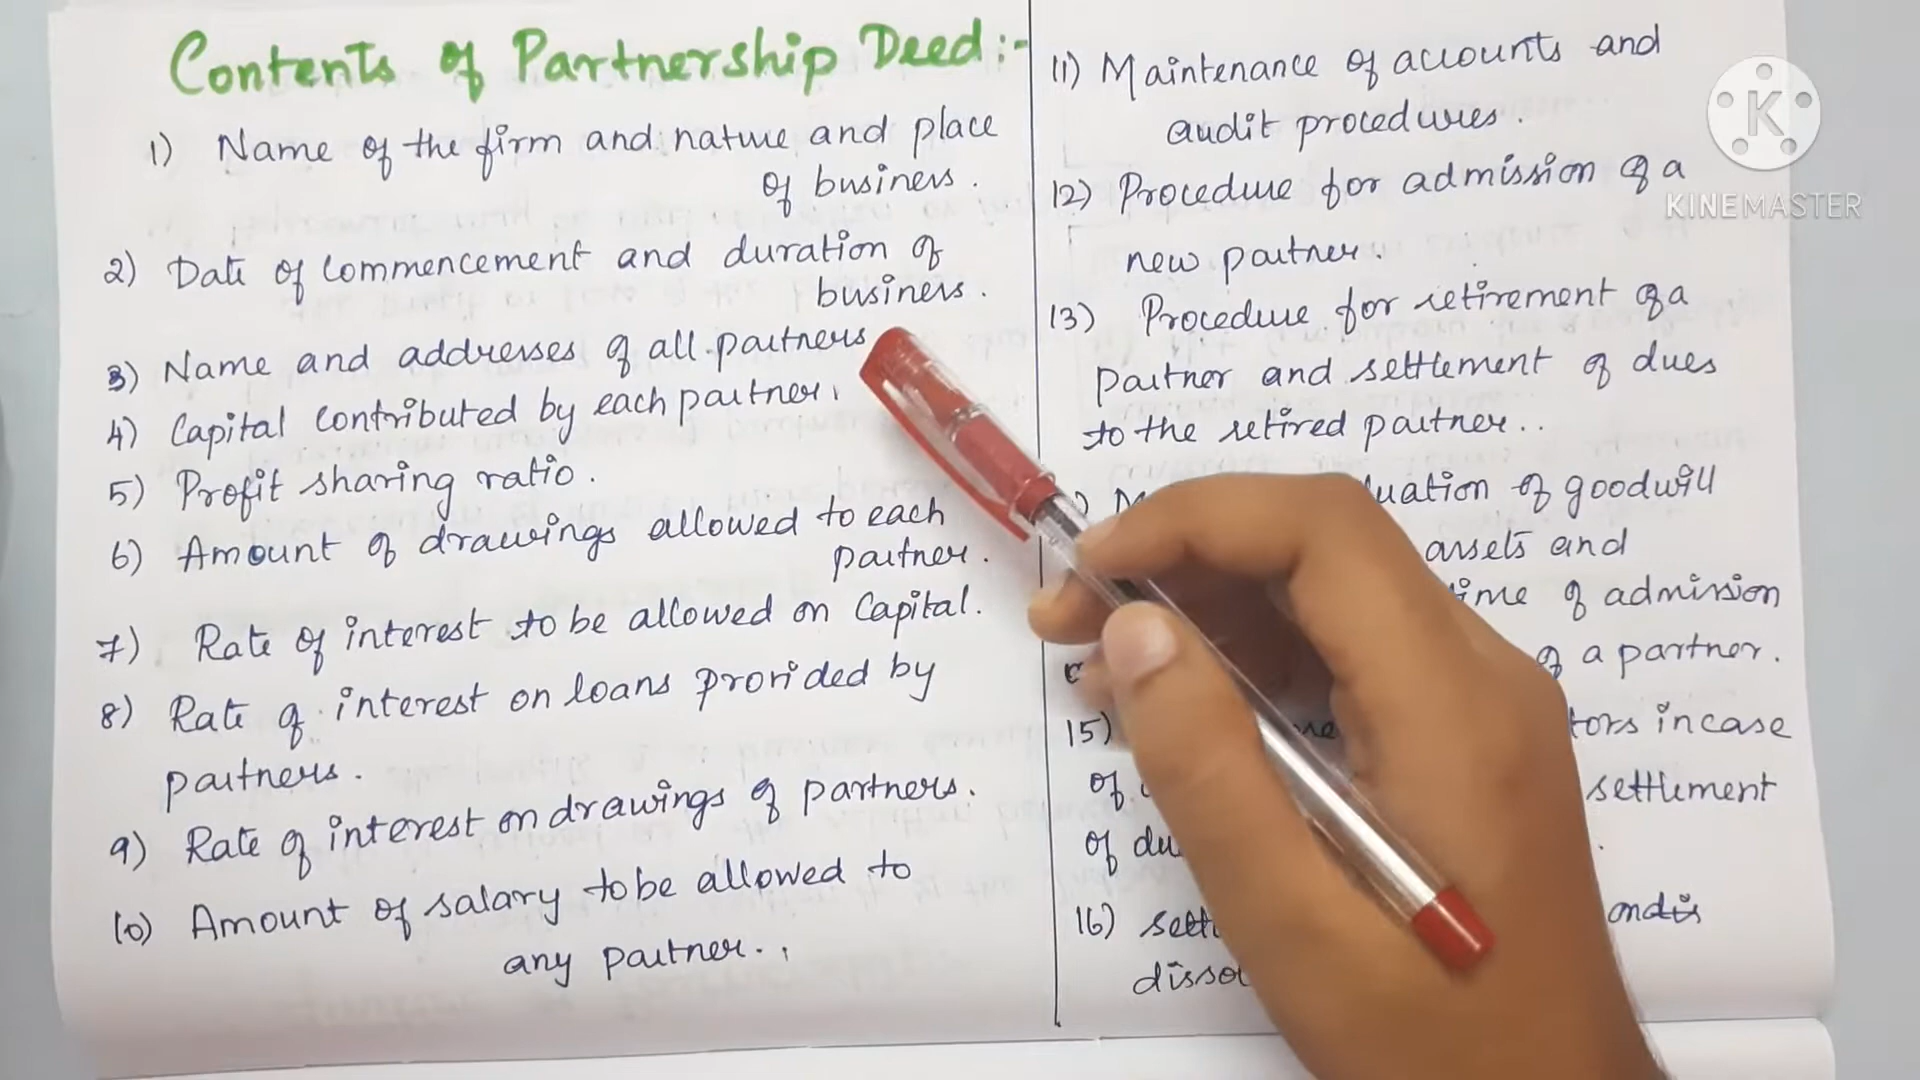 Contents of Partnership Deed:-
1) Name of the firm and nature and place
of business.
2) Date of Commencement and duration of
business.
3) Name and addresses of all partners
4) Capital contributed by each partner.
5) Profit sharing ratio.
6) Amount of drawings allowed to each
partner.
7) Rate of interest to be allowed on Capital.
8) Rate of interest on loans provided by
partners.
9) Rate of interest on drawings of partners.
10) Amount of salary to be allowed to
any partner.
11) Maintenance of accounts and
audit procedures.
12) Procedure for admission of a
new partner.
13) Procedure for retirement of a
partner and settlement of dues
to the retired partner..
of goodwill
assets and
of admission
of a partner.
15) in case
of settlement
of
16)
KINEMASTER